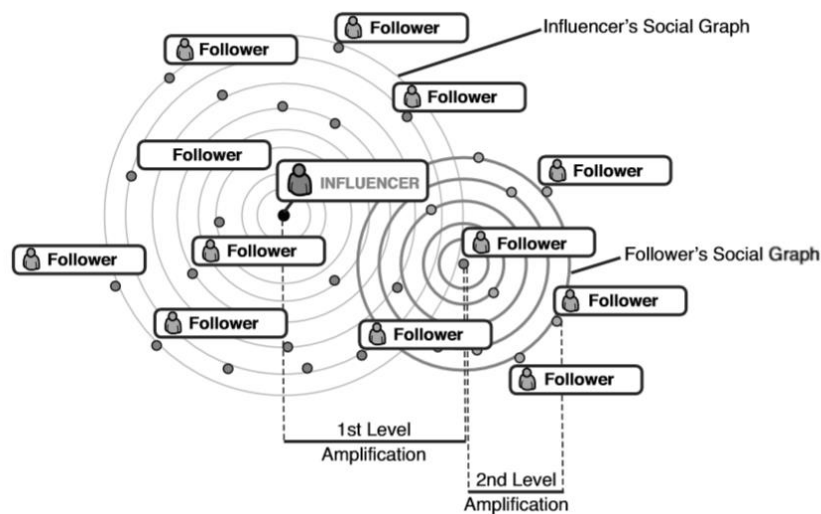 Follower
Influencer's Social Graph
Follower
Follower
Follower
Follower
INFLUENCER
Follower
Follower
Follower
Follower's Social Graph
Follower
Follower
Follower
Follower
1st Level
Amplification
2nd Level
Amplification